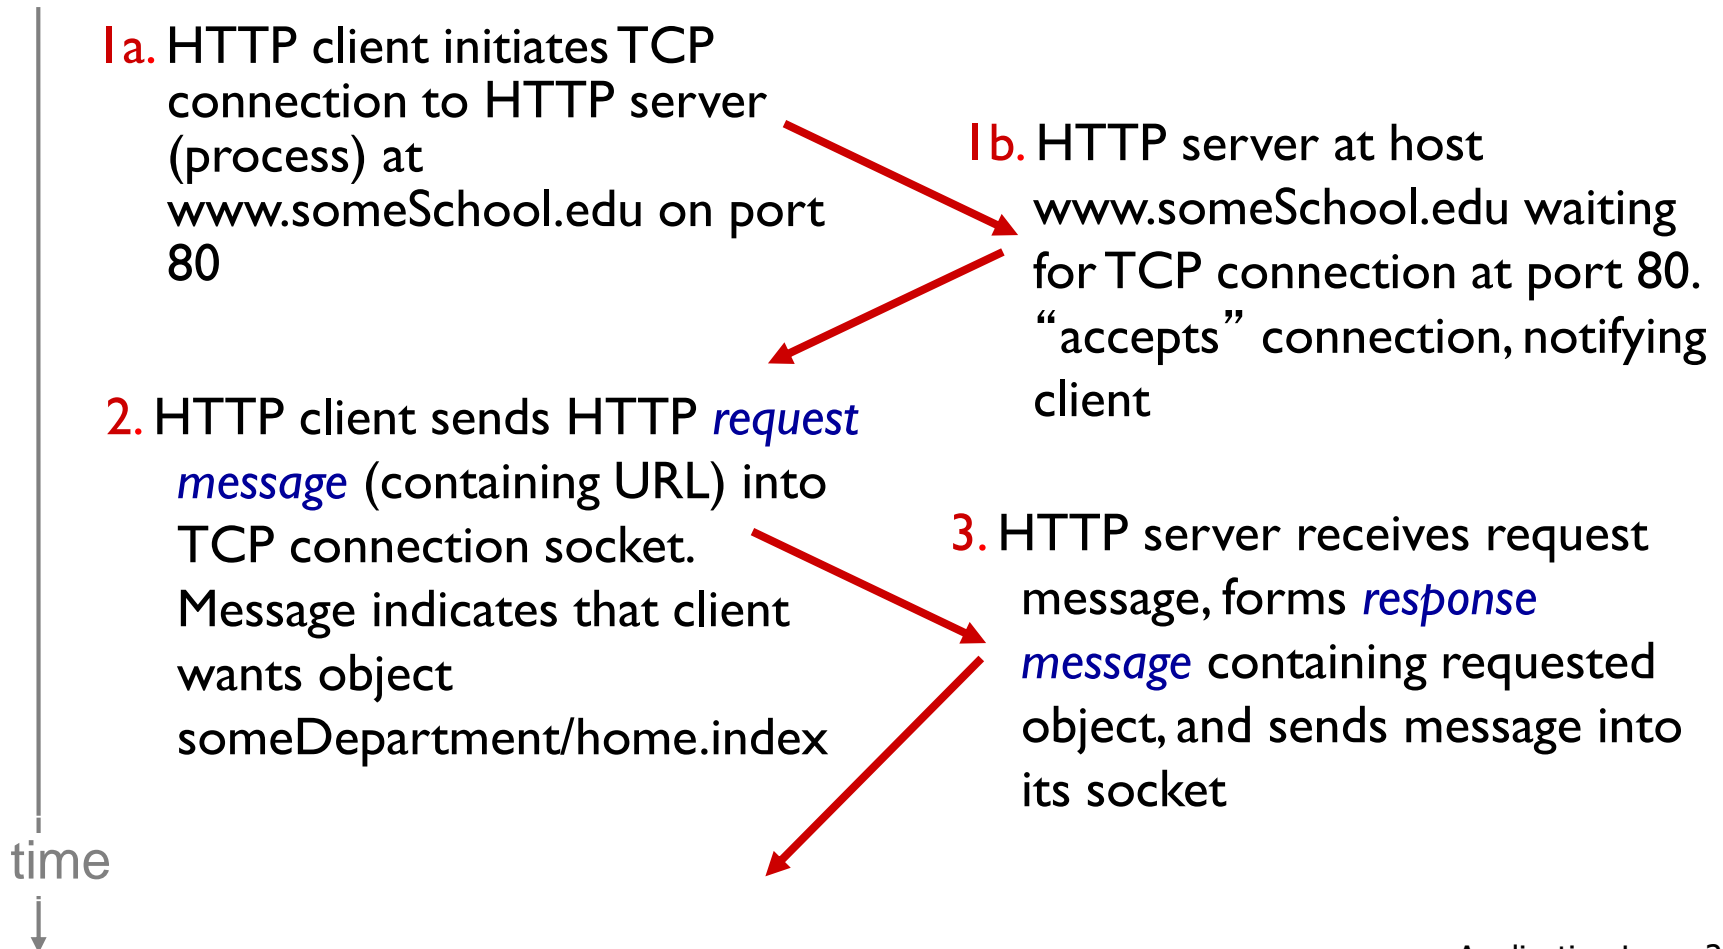 1a. HTTP client initiates TCP
connection to HTTP server
(process) at
www.someSchool.edu on port
80
1b. HTTP server at host
www.someSchool.edu waiting
for TCP connection at port 80.
“accepts” connection, notifying
client
2. HTTP client sends HTTP request
message (containing URL) into
TCP connection socket.
Message indicates that client
wants object
someDepartment/home.index
3. HTTP server receives request
message, forms response
message containing requested
object, and sends message into
its socket
time